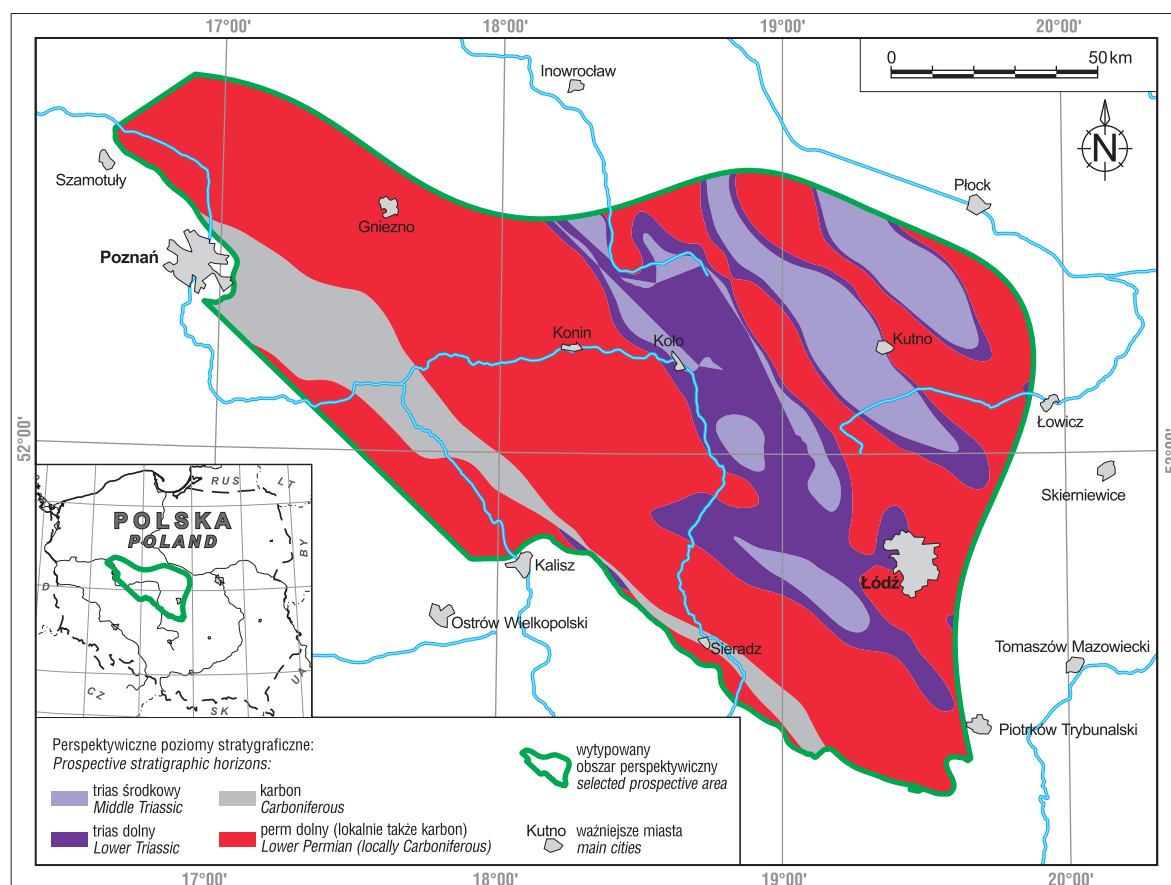 17°00'
18°00'
19°00'
20°00'
0
50 km
Inowrocław
N
Szamotuły
Płock
Gniezno
Poznań
Konin
Koło
Kutno
Łowicz
52°00'
52°00'
Skierniewice
RUS
LT
POLSKA
POLAND
BY
D
Kalisz
Łódź
Ostrów Wielkopolski
Sieradz
Tomaszów Mazowiecki
UA
CZ
SK
Piotrków Trybunalski
Perspektywiczne poziomy stratygraficzne:
Prospective stratigraphic horizons:
trias środkowy
Middle Triassic
karbon
Carboniferous
trias dolny
Lower Triassic
perm dolny (lokalnie także karbon)
Lower Permian (locally Carboniferous)
wytypowany
obszar perspektywiczny
selected prospective area
Kutno
ważniejsze miasta
main cities
17°00'
18°00'
19°00'
20°00'